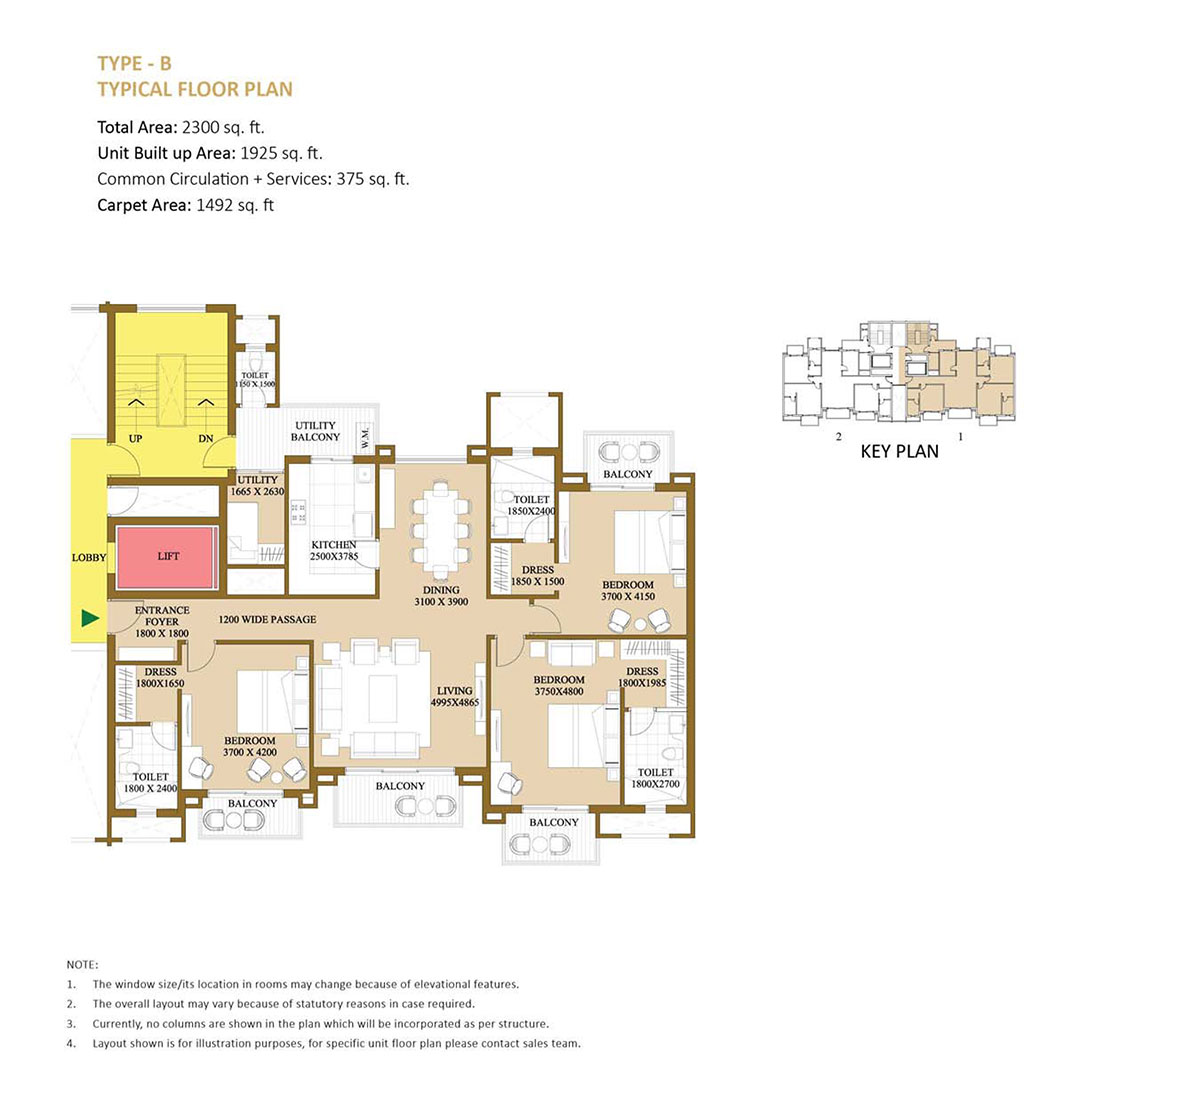 TYPE - B
TYPICAL FLOOR PLAN
Total Area: 2300 sq. ft.
Unit Built up Area: 1925 sq. ft.
Common Circulation + Services: 375 sq. ft.
Carpet Area: 1492 sq. ft
TOILET
1150 X 1500
UP
DN
UTILITY
BALCONY
W.M.
UTILITY
1665 X 2630
KITCHEN
2500X3785
LOBBY
LIFT
DINING
3100 X 3900
TOILET
1850X2400
DRESS
1850 X 1500
BALCONY
BEDROOM
3700 X 4150
ENTRANCE
FOYER
1800 X 1800
1200 WIDE PASSAGE
DRESS
1800X1650
BEDROOM
3700 X 4200
TOILET
1800 X 2400
BALCONY
LIVING
4995X4865
BALCONY
BEDROOM
3750X4800
DRESS
1800X1985
TOILET
1800X2700
BALCONY
2
1
KEY PLAN
NOTE:
1. The window size/its location in rooms may change because of elevational features.
2. The overall layout may vary because of statutory reasons in case required.
3. Currently, no columns are shown in the plan which will be incorporated as per structure.
4. Layout shown is for illustration purposes, for specific unit floor plan please contact sales team.